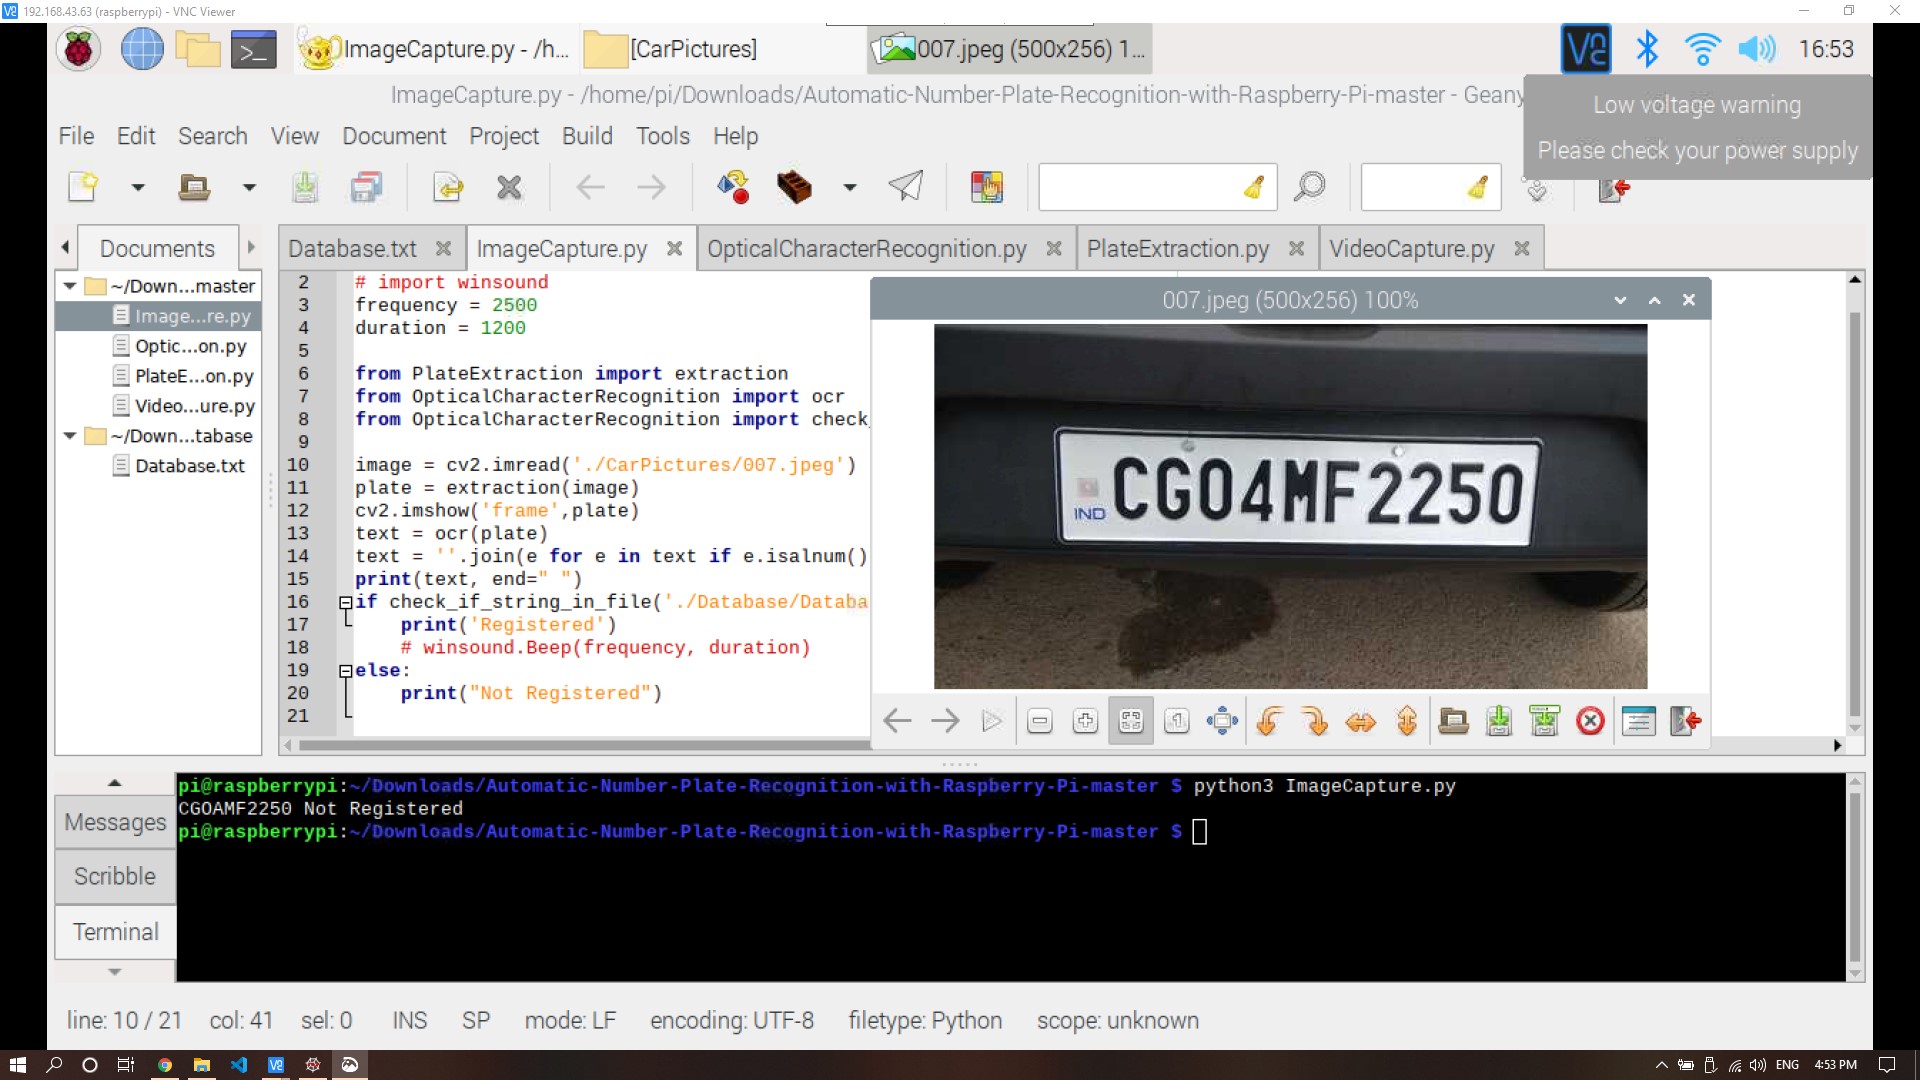 192.168.43.63 (raspberrypi) - VNC Viewer
ImageCapture.py - /h... [CarPictures] 007.jpeg (500x256) 1... 16:53
ImageCapture.py - /home/pi/Downloads/Automatic-Number-Plate-Recognition-with-Raspberry-Pi-master - Geany
Low voltage warning
Please check your power supply
File Edit Search View Document Project Build Tools Help
Documents
Database.txt ImageCapture.py OpticalCharacterRecognition.py PlateExtraction.py VideoCapture.py
~/Down...master
Image...re.py
Optic...on.py
PlateE...on.py
Video...ure.py
~/Down...tabase
Database.txt
2 # import winsound
3 frequency = 2500
4 duration = 1200
5
6 from PlateExtraction import extraction
7 from OpticalCharacterRecognition import ocr
8 from OpticalCharacterRecognition import check_
9
10 image = cv2.imread('./CarPictures/007.jpeg')
11 plate = extraction(image)
12 cv2.imshow('frame',plate)
13 text = ocr(plate)
14 text = ''.join(e for e in text if e.isalnum()
15 print(text, end=" ")
16 if check_if_string_in_file('./Database/Databa
17 print('Registered')
18 # winsound.Beep(frequency, duration)
19 else:
20 print("Not Registered")
21
007.jpeg (500x256) 100%
IND CG04MF2250
Messages
Scribble
Terminal
pi@raspberrypi:~/Downloads/Automatic-Number-Plate-Recognition-with-Raspberry-Pi-master $ python3 ImageCapture.py
CGOAMF2250 Not Registered
pi@raspberrypi:~/Downloads/Automatic-Number-Plate-Recognition-with-Raspberry-Pi-master $
line: 10 / 21 col: 41 sel: 0 INS SP mode: LF encoding: UTF-8 filetype: Python scope: unknown
ENG 4:53 PM